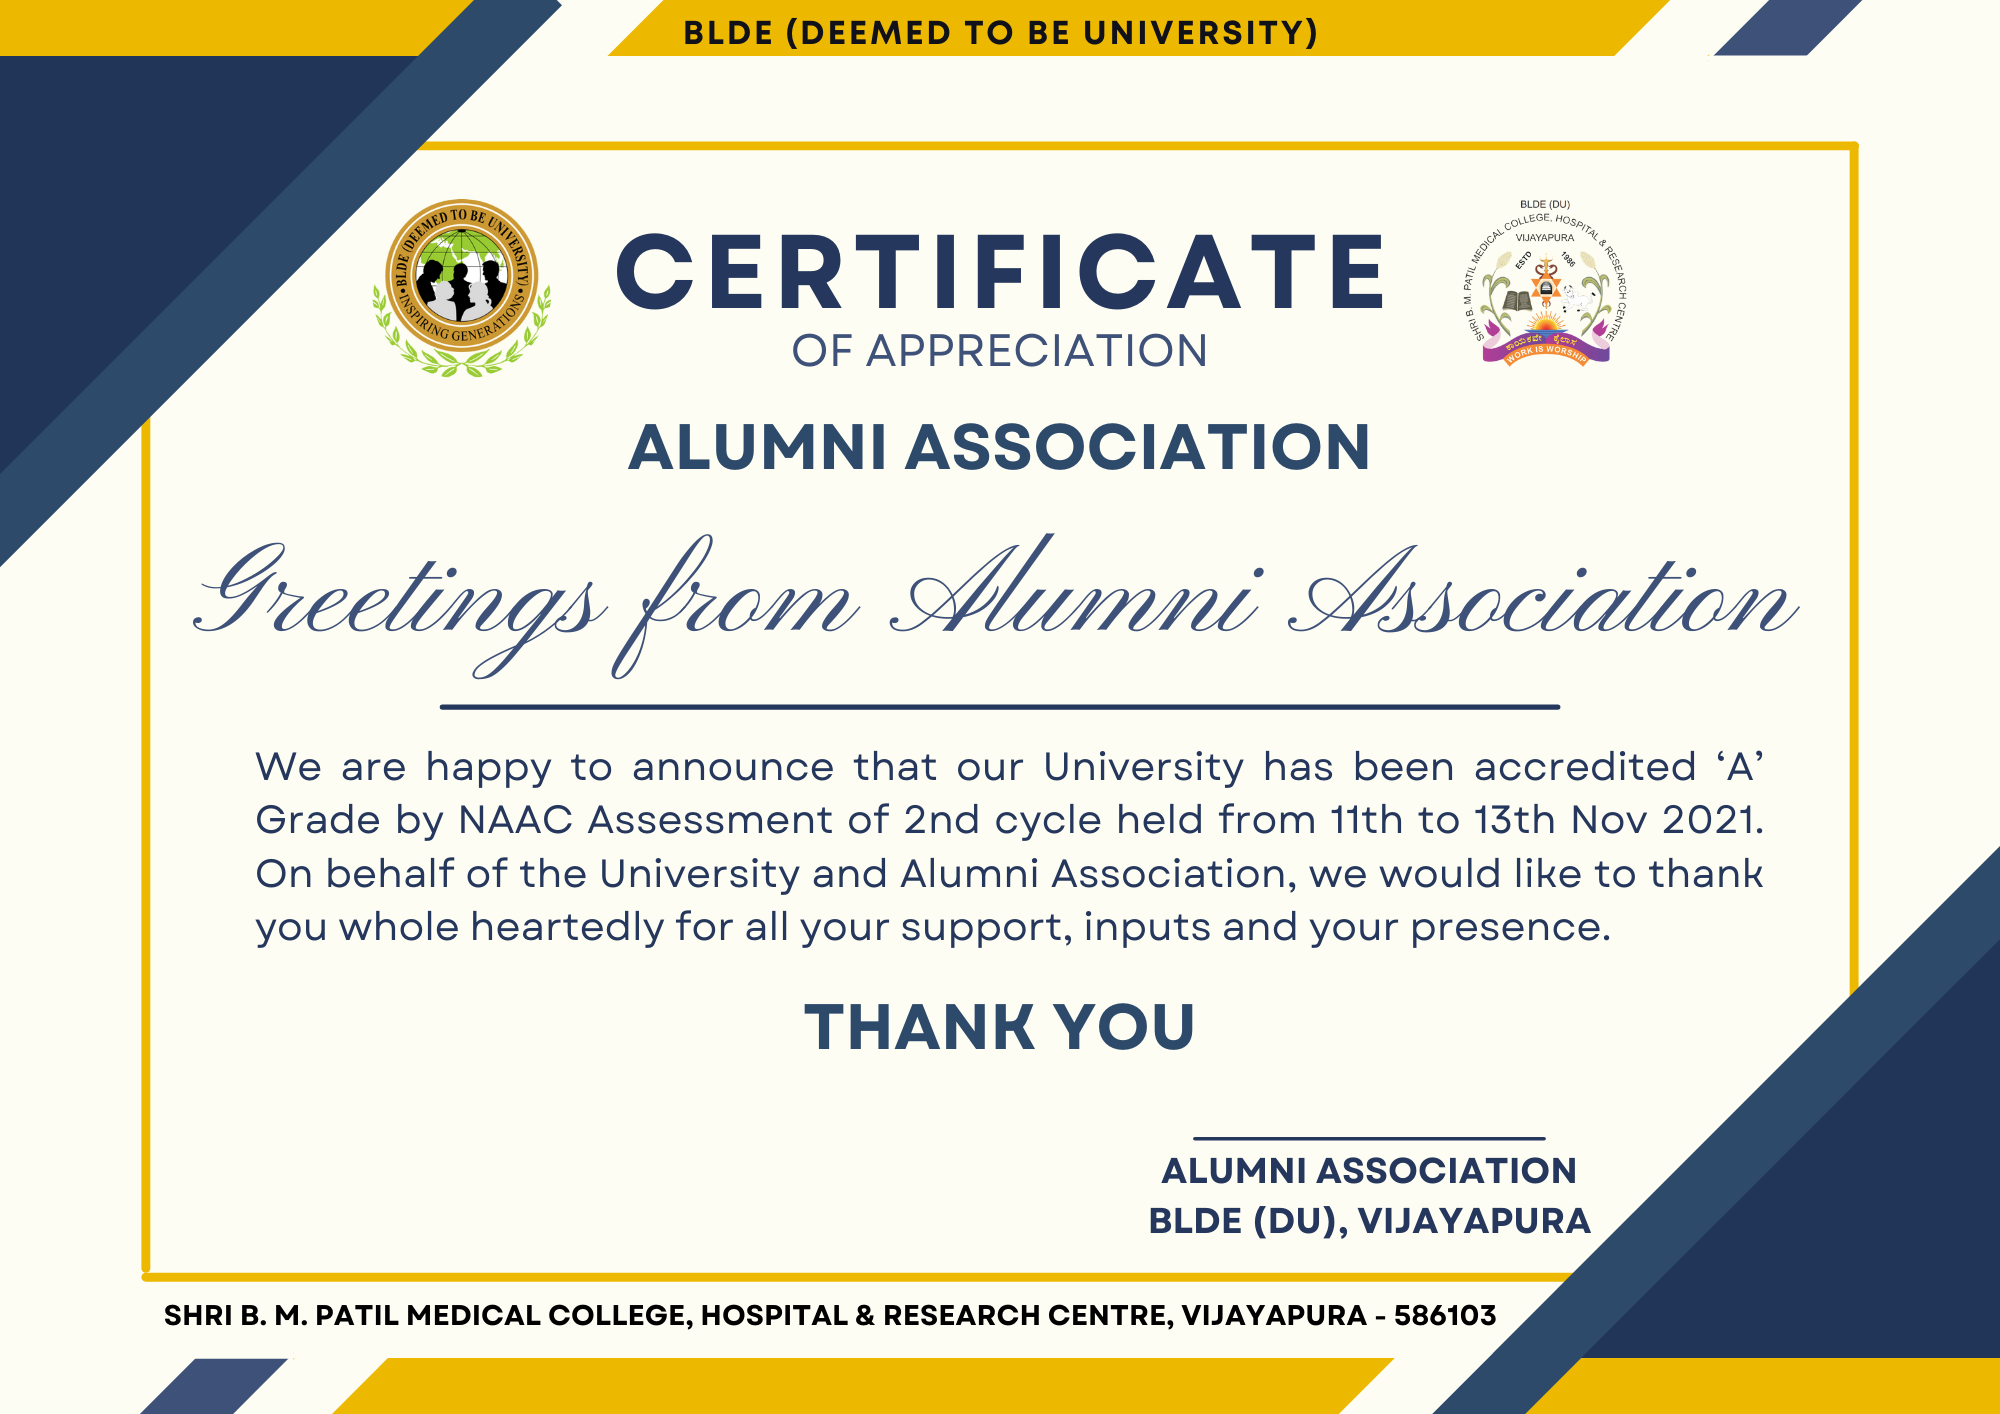 BLDE (DEEMED TO BE UNIVERSITY)
BLDE (DEEMED TO BE UNIVERSITY)
INSPIRING GENERATIONS
CERTIFICATE
OF APPRECIATION
BLDE (DU)
SHRI B. M. PATIL MEDICAL COLLEGE, HOSPITAL & RESEARCH CENTRE
VIJAYAPURA
ESTD 1986
ಕಾಯಕವೇ ಕೈಲಾಸ
WORK IS WORSHIP
ALUMNI ASSOCIATION
Greetings from Alumni Association
We are happy to announce that our University has been accredited ‘A’
Grade by NAAC Assessment of 2nd cycle held from 11th to 13th Nov 2021.
On behalf of the University and Alumni Association, we would like to thank
you whole heartedly for all your support, inputs and your presence.
THANK YOU
ALUMNI ASSOCIATION
BLDE (DU), VIJAYAPURA
SHRI B. M. PATIL MEDICAL COLLEGE, HOSPITAL & RESEARCH CENTRE, VIJAYAPURA - 586103